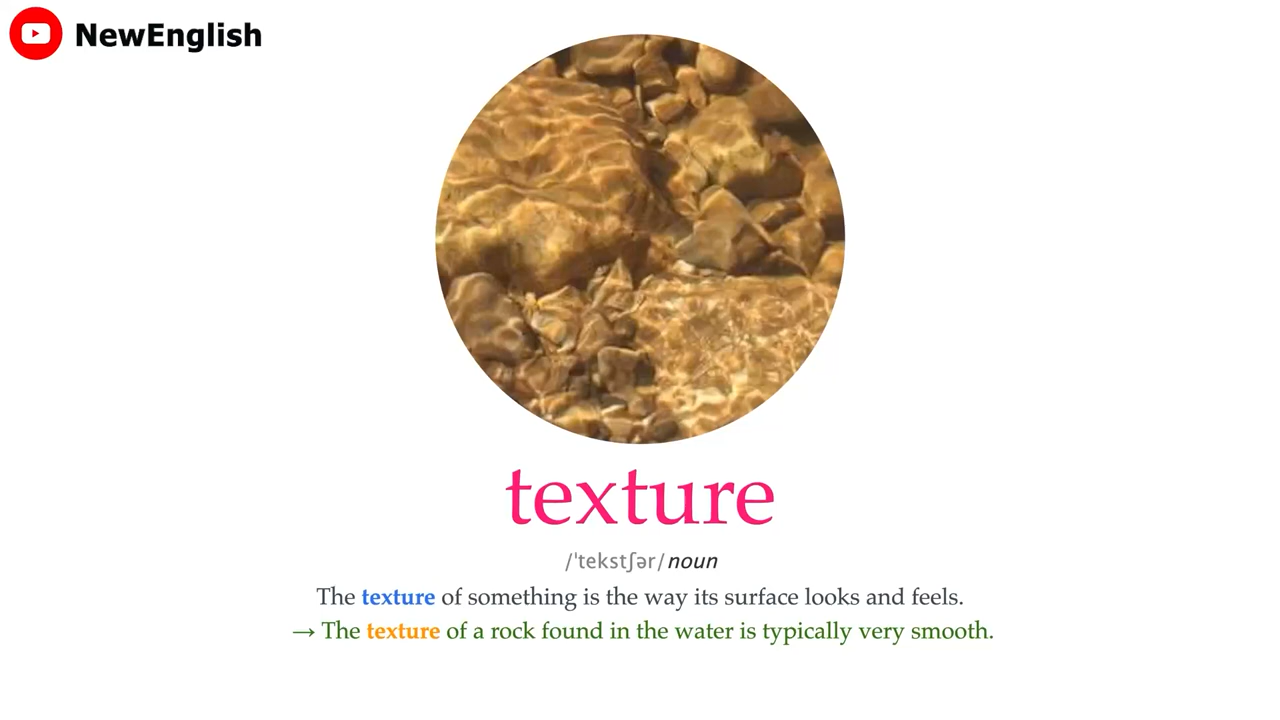 NewEnglish
texture
/ˈtekstʃər/ noun
The texture of something is the way its surface looks and feels.
→ The texture of a rock found in the water is typically very smooth.